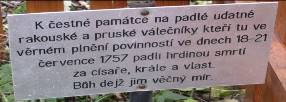 K čestné památce na padlé udatné
rakouské a pruské válečníky kteří tu ve
věrném plnění povinností ve dnech 18-21
července 1757 padli hrdinou smrtí
za císaře, krále a vlast.
Bůh dejž jim věčný mír.